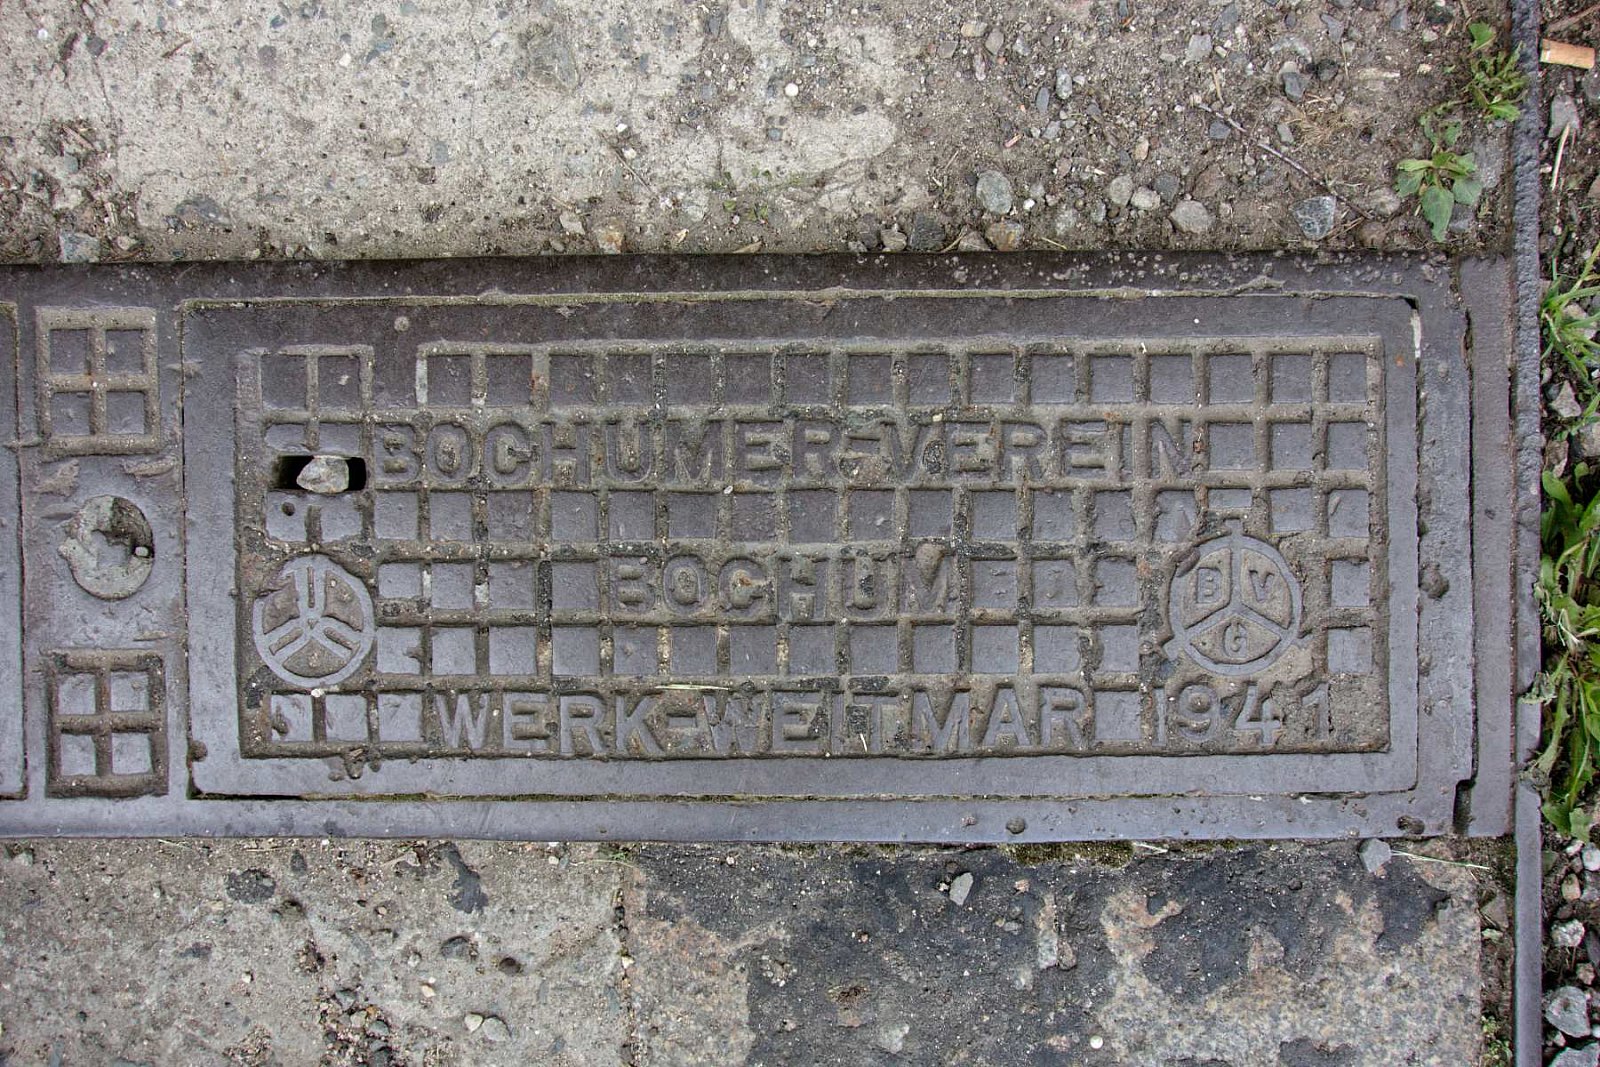 BOCHUMER-VEREIN
BOCHUM
B V
G
WERK-WEITMAR 1941